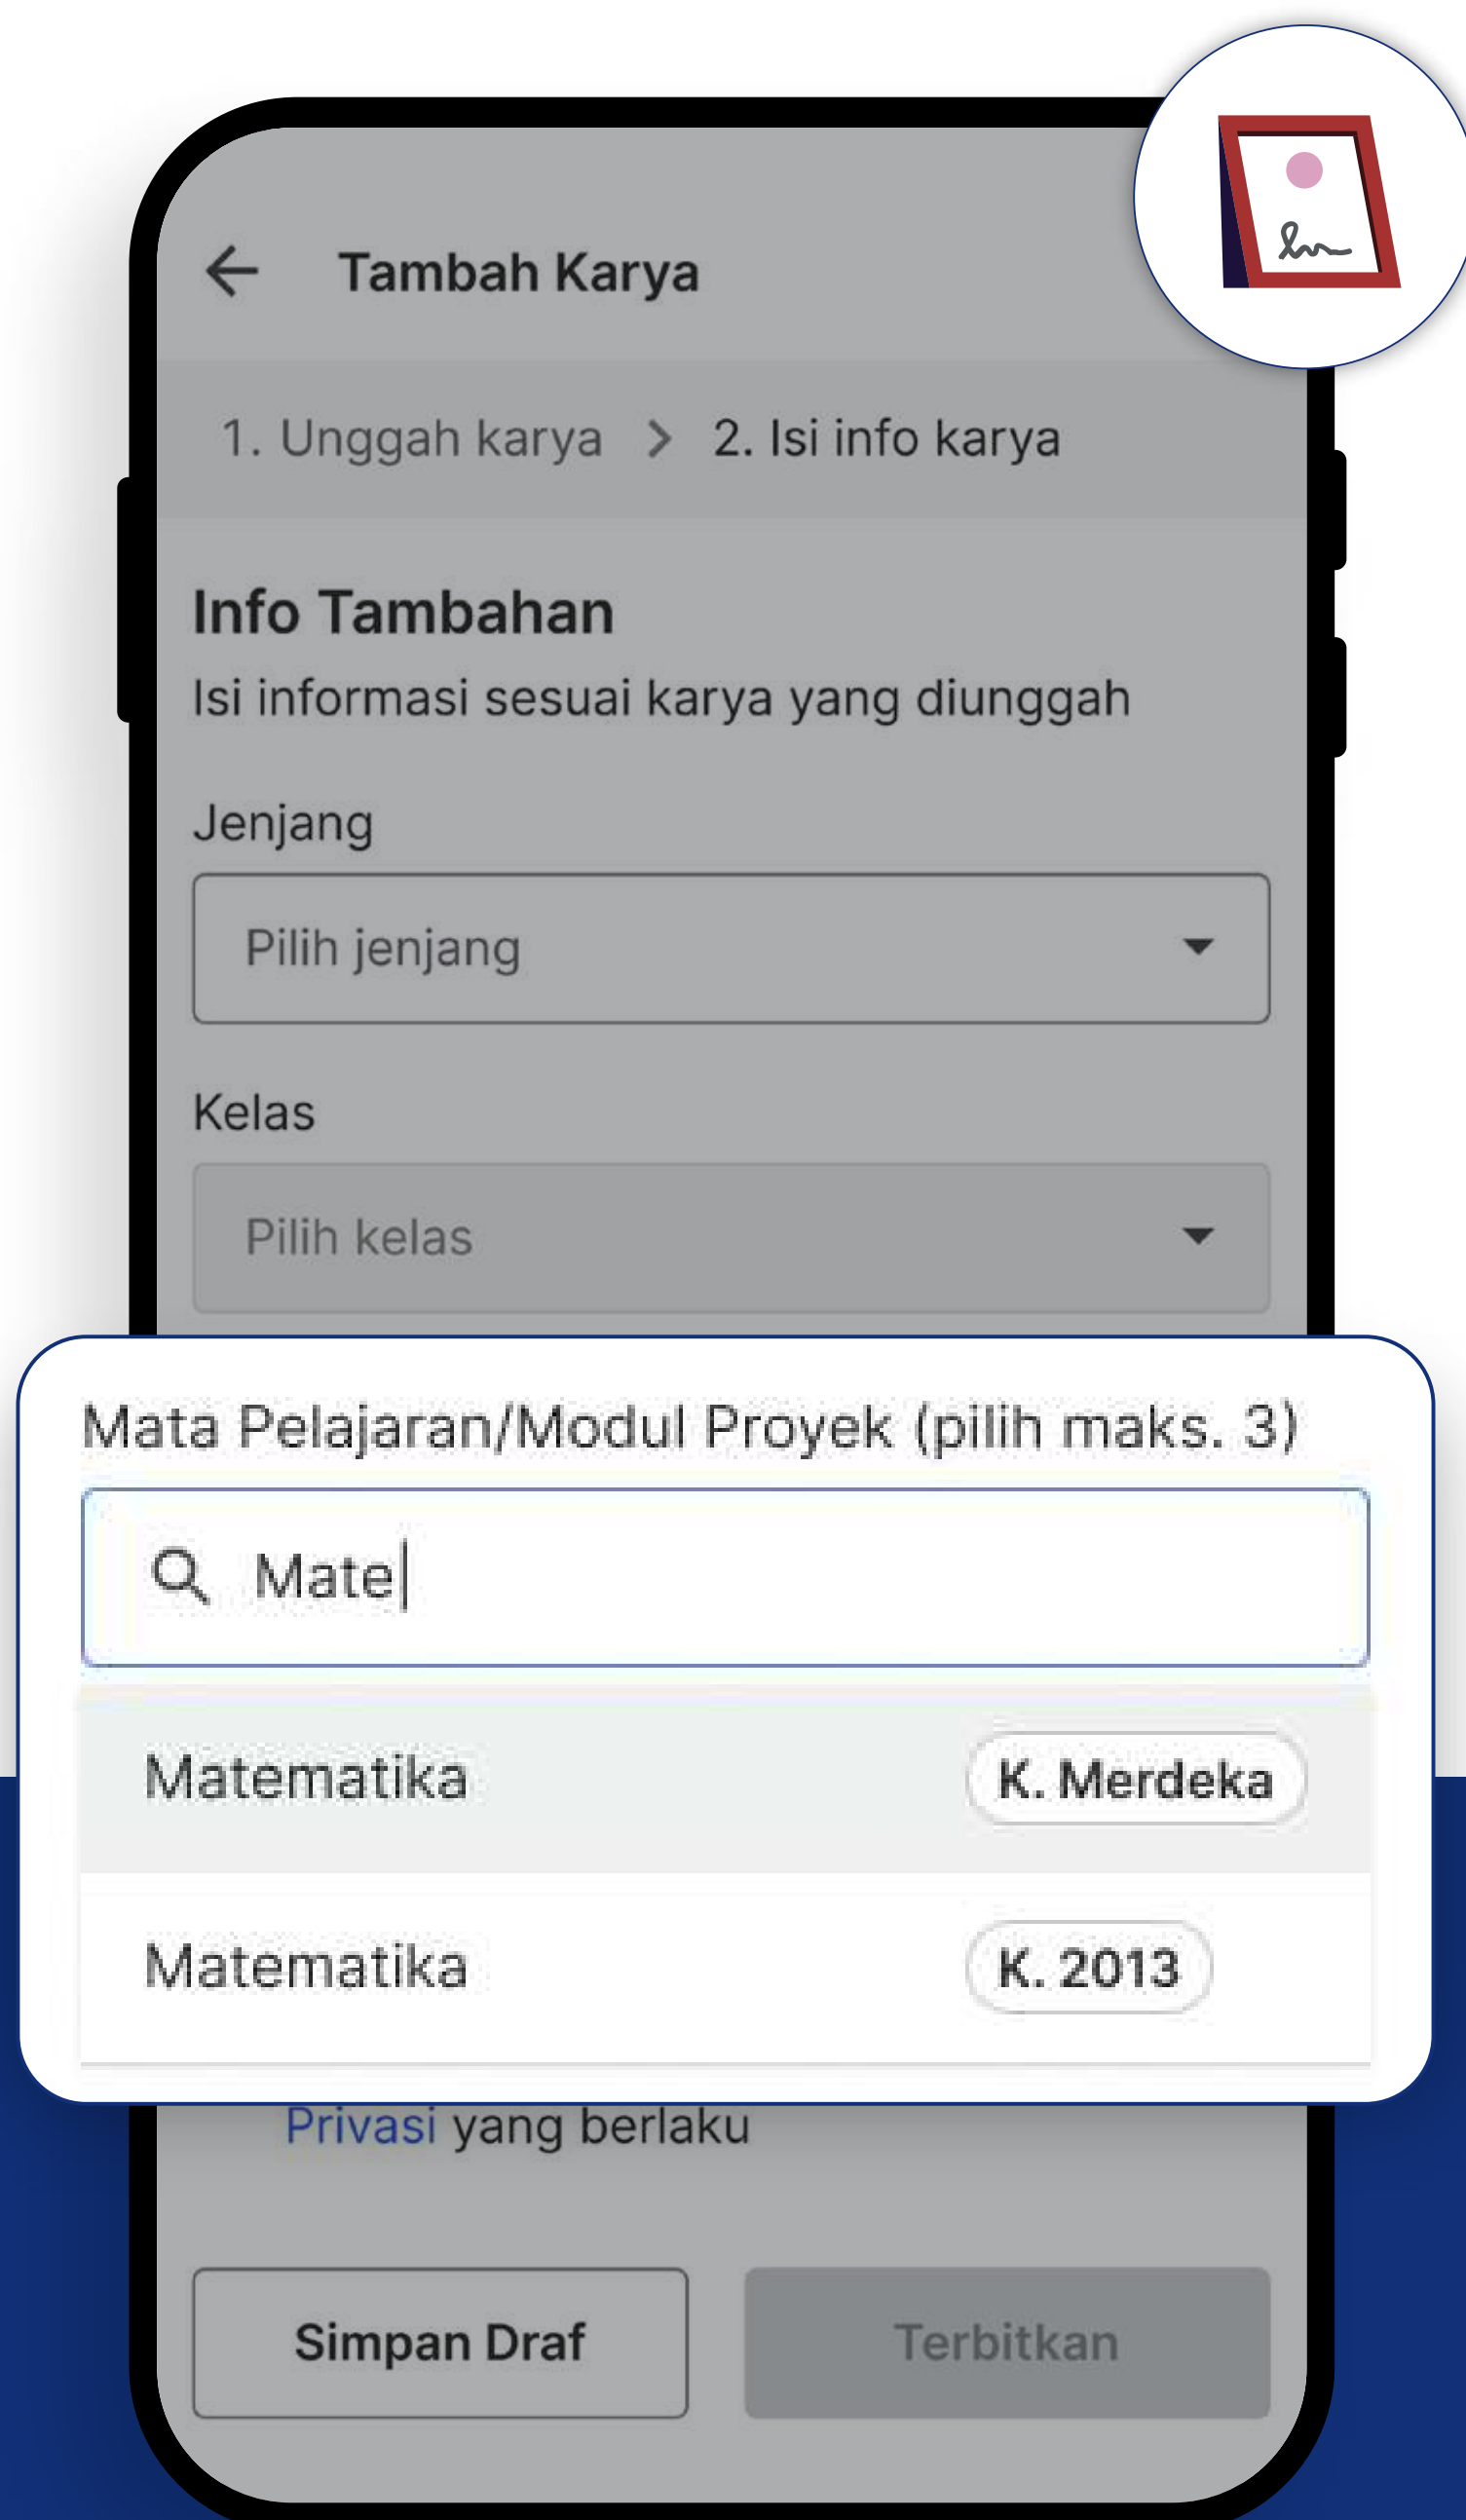 Tambah Karya
1. Unggah karya > 2. Isi info karya
Info Tambahan
Isi informasi sesuai karya yang diunggah
Jenjang
Pilih jenjang
Kelas
Pilih kelas
Mata Pelajaran/Modul Proyek (pilih maks. 3)
Mate
Matematika K. Merdeka
Matematika K. 2013
Privasi yang berlaku
Simpan Draf Terbitkan